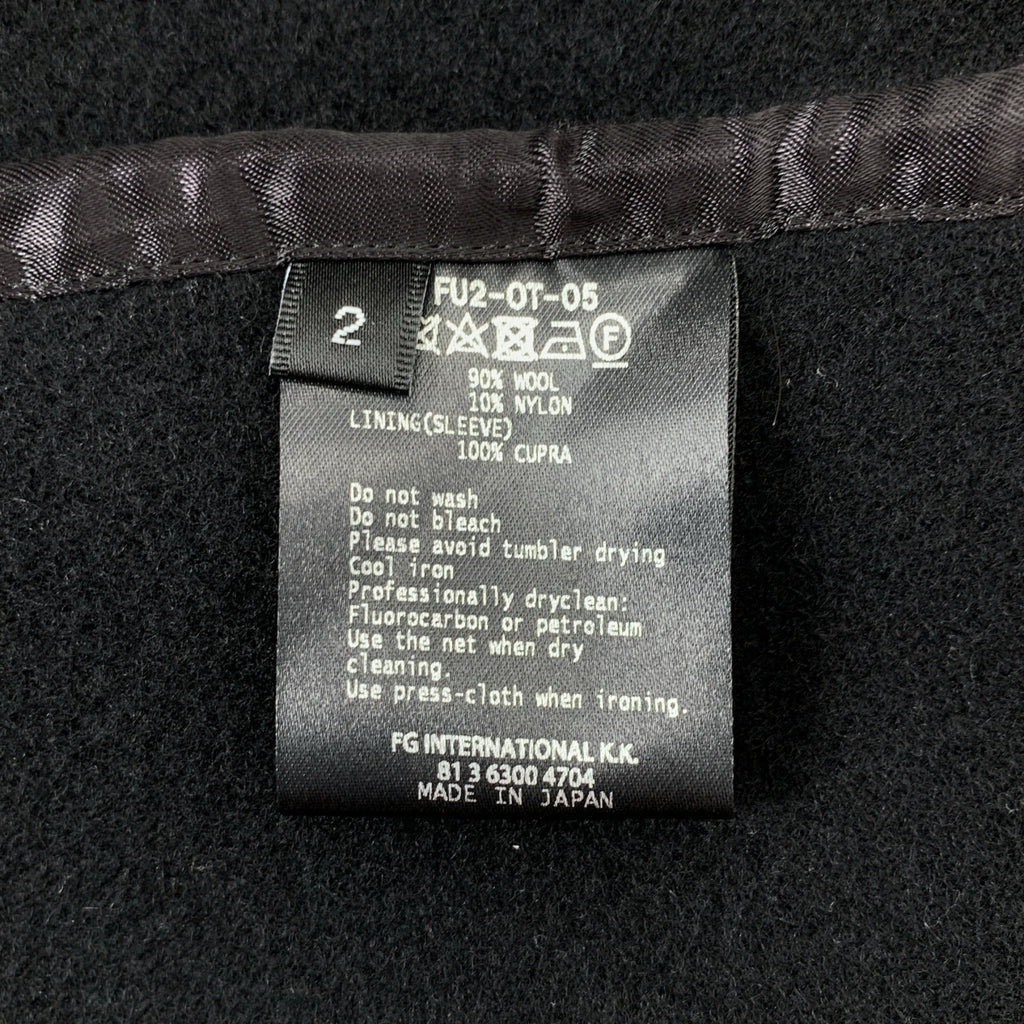 2
FU2-OT-05
F
90% WOOL
10% NYLON
LINING(SLEEVE)
100% CUPRA
Do not wash
Do not bleach
Please avoid tumbler drying
Cool iron
Professionally dryclean:
Fluorocarbon or petroleum
Use the net when dry
cleaning.
Use press-cloth when ironing.
FG INTERNATIONAL K.K.
81 3 6300 4704
MADE IN JAPAN